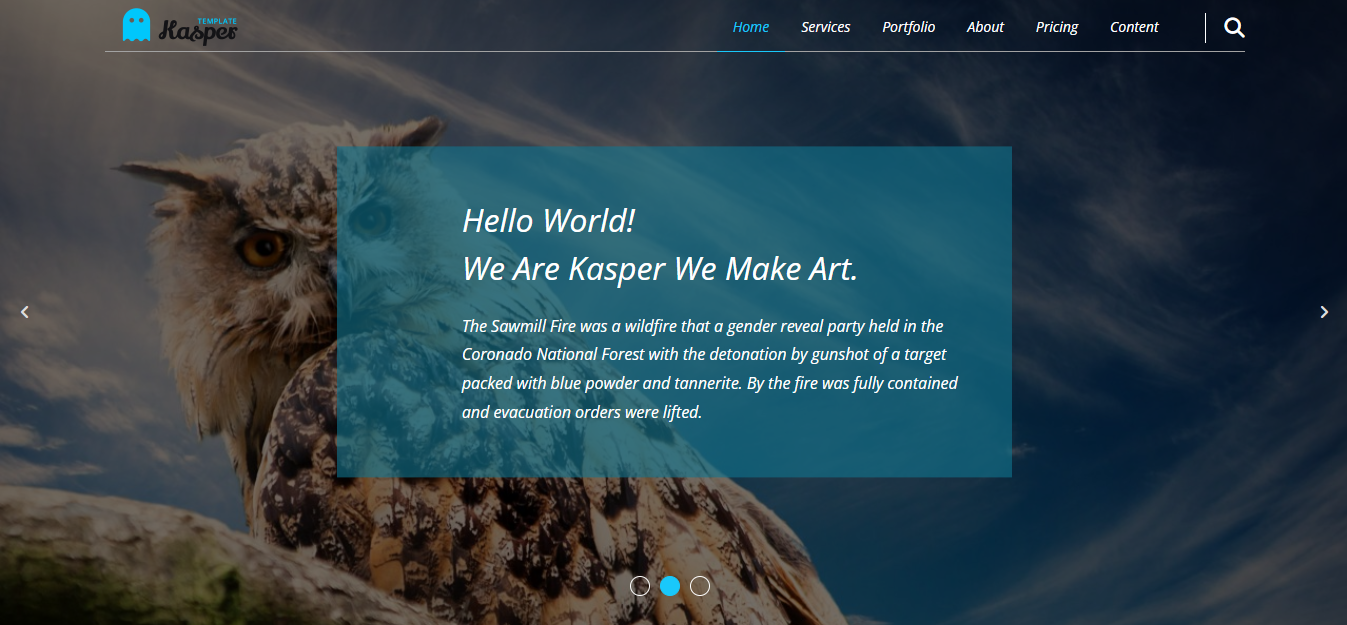 TEMPLATE
Kasper
Home Services Portfolio About Pricing Content
Hello World!
We Are Kasper We Make Art.
The Sawmill Fire was a wildfire that a gender reveal party held in the
Coronado National Forest with the detonation by gunshot of a target
packed with blue powder and tannerite. By the fire was fully contained
and evacuation orders were lifted.